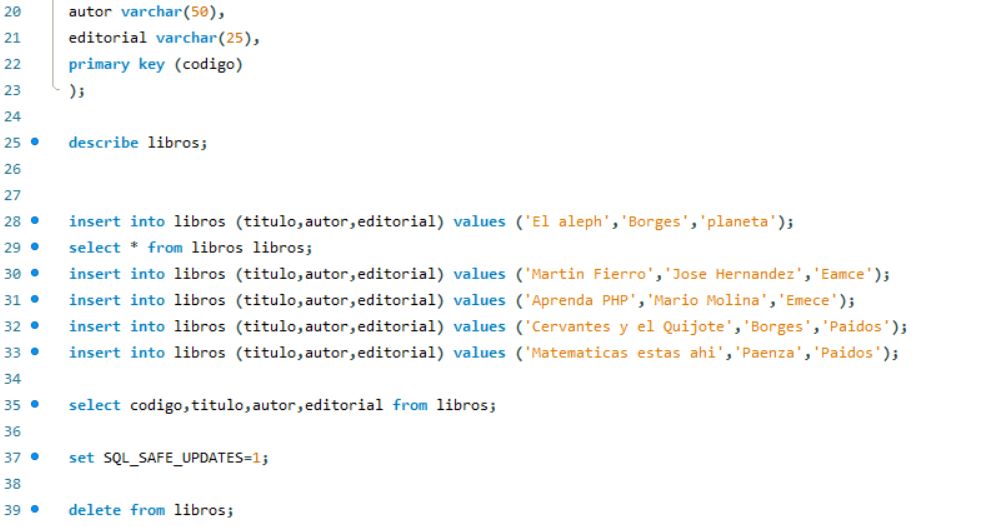 20 autor varchar(50),
21 editorial varchar(25),
22 primary key (codigo)
23 );
24
25 describe libros;
26
27
28 insert into libros (titulo,autor,editorial) values ('El aleph','Borges','planeta');
29 select * from libros libros;
30 insert into libros (titulo,autor,editorial) values ('Martin Fierro','Jose Hernandez','Eamce');
31 insert into libros (titulo,autor,editorial) values ('Aprenda PHP','Mario Molina','Emece');
32 insert into libros (titulo,autor,editorial) values ('Cervantes y el Quijote','Borges','Paidos');
33 insert into libros (titulo,autor,editorial) values ('Matematicas estas ahi','Paenza','Paidos');
34
35 select codigo,titulo,autor,editorial from libros;
36
37 set SQL_SAFE_UPDATES=1;
38
39 delete from libros;